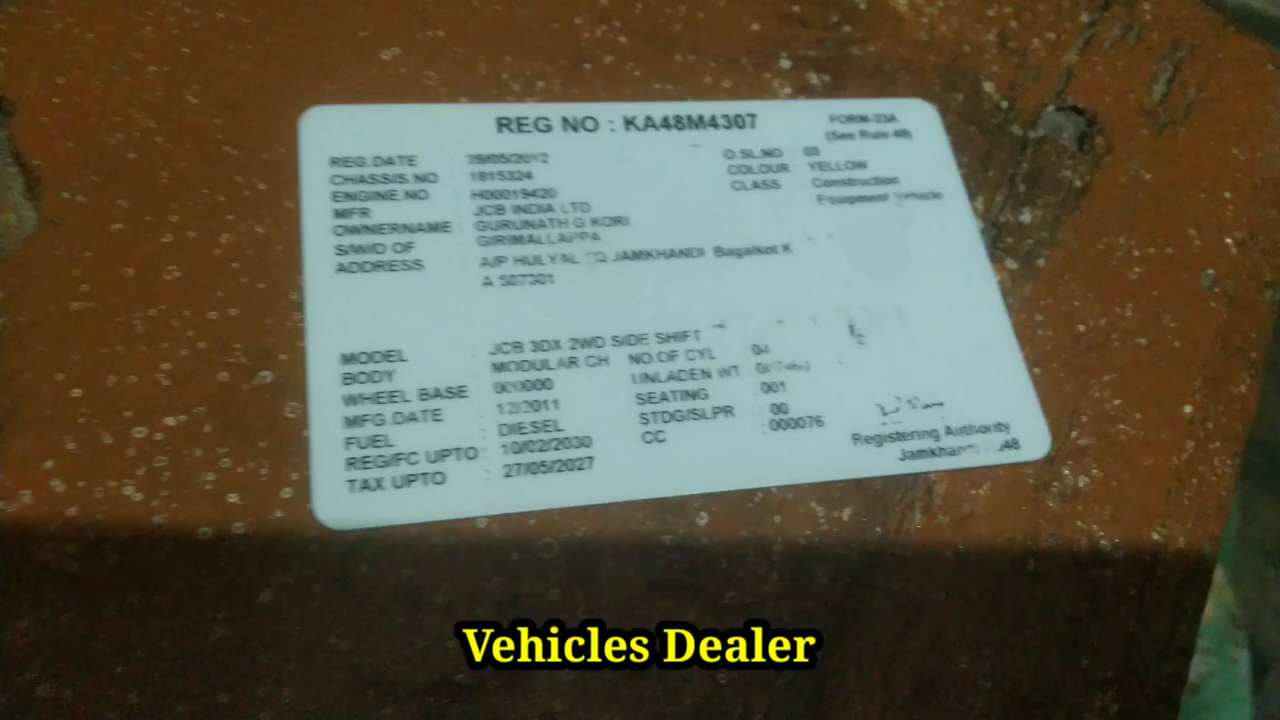 REG NO : KA48M4307
FORM-23A
(See Rule 48)
REG.DATE : 28/05/2012 O.SL.NO 03
CHASSIS.NO : 1815324 COLOUR YELLOW
ENGINE.NO : H00019420 CLASS Construction
MFR : JCB INDIA LTD Equipment Vehicle
OWNERNAME : GURUNATH G KORI
S/W/D OF : GIRIMALLAPPA
ADDRESS : A/P HULYAL TQ JAMKHANDI Bagalkot K
A 587301
MODEL : JCB 3DX 2WD SIDE SHIFT
BODY : MODULAR CH NO.OF CYL : 04
WHEEL BASE : 000000 UNLADEN WT :
MFG DATE : 12/2011 SEATING : 001
FUEL : DIESEL STDG/SLPR : 00
REG/FC UPTO : 10/02/2030 CC : 000076
TAX UPTO : 27/05/2027
Registering Authority
Jamkhandi
Vehicles Dealer